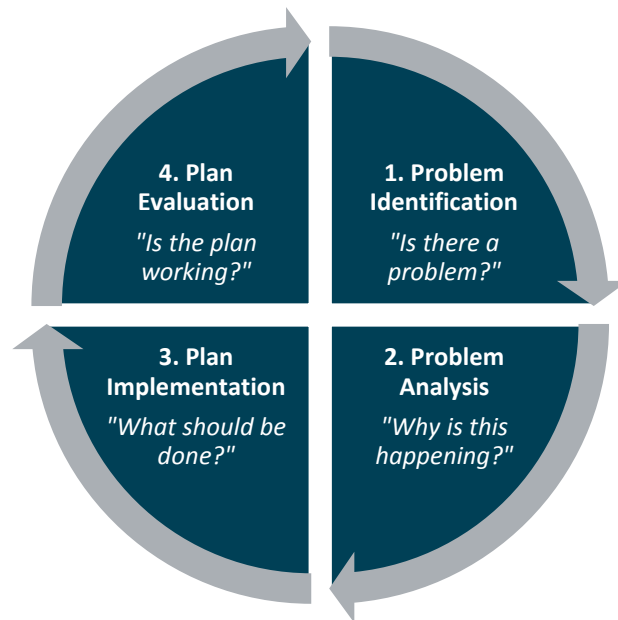 1. Problem
Identification
"Is there a
problem?"
2. Problem
Analysis
"Why is this
happening?"
3. Plan
Implementation
"What should be
done?"
4. Plan
Evaluation
"Is the plan
working?"